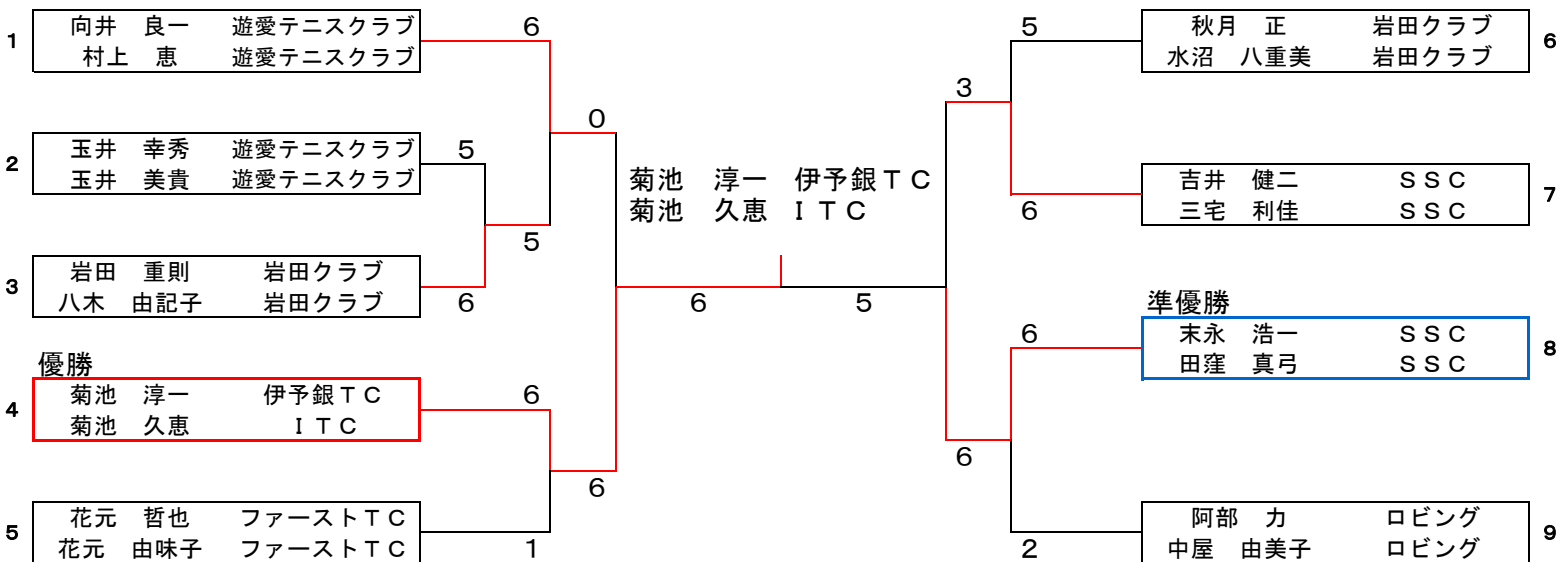 1
向井　良一　遊愛テニスクラブ
村上　恵　遊愛テニスクラブ
6
2
玉井　幸秀　遊愛テニスクラブ
玉井　美貴　遊愛テニスクラブ
5
0
5
3
岩田　重則　岩田クラブ
八木　由記子　岩田クラブ
6
優勝
4
菊池　淳一　伊予銀ＴＣ
菊池　久恵　ＩＴＣ
6
6
5
花元　哲也　ファーストＴＣ
花元　由味子　ファーストＴＣ
1
菊池　淳一　伊予銀ＴＣ
菊池　久恵　ＩＴＣ
6
5
5
秋月　正　岩田クラブ
水沼　八重美　岩田クラブ
6
3
6
吉井　健二　ＳＳＣ
三宅　利佳　ＳＳＣ
7
準優勝
6
末永　浩一　ＳＳＣ
田窪　真弓　ＳＳＣ
8
6
2
阿部　力　ロビング
中屋　由美子　ロビング
9